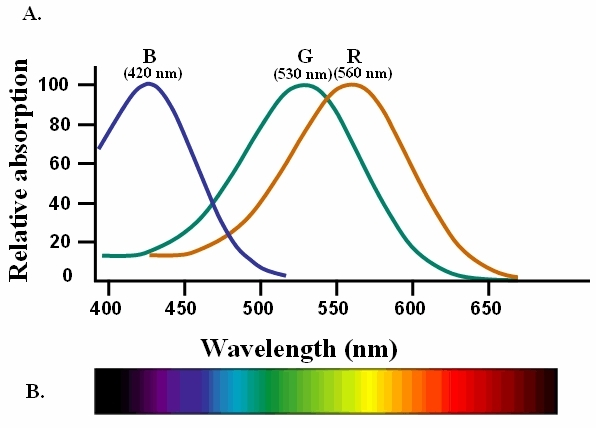 A.
B G R
(420 nm) (530 nm) (560 nm)
Relative absorption
100
80
60
40
20
0
400 450 500 550 600 650
Wavelength (nm)
B.